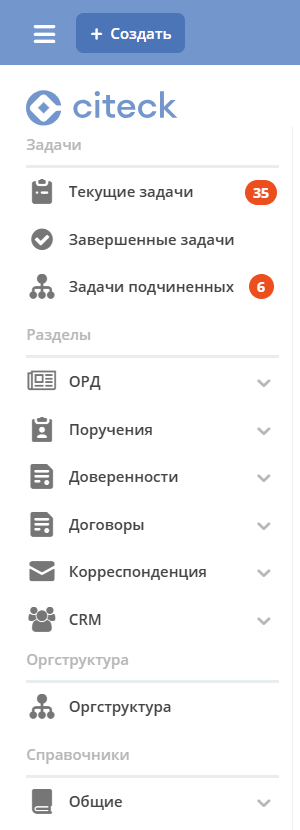 + Создать
citeck
Задачи
Текущие задачи 35
Завершенные задачи
Задачи подчиненных 6
Разделы
ОРД
Поручения
Доверенности
Договоры
Корреспонденция
CRM
Оргструктура
Оргструктура
Справочники
Общие